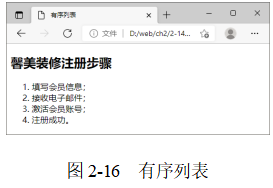 有序列表
文件
D:/web/ch2/2-14...
馨美装修注册步骤
1. 填写会员信息；
2. 接收电子邮件；
3. 激活会员账号；
4. 注册成功。
图 2-16 有序列表